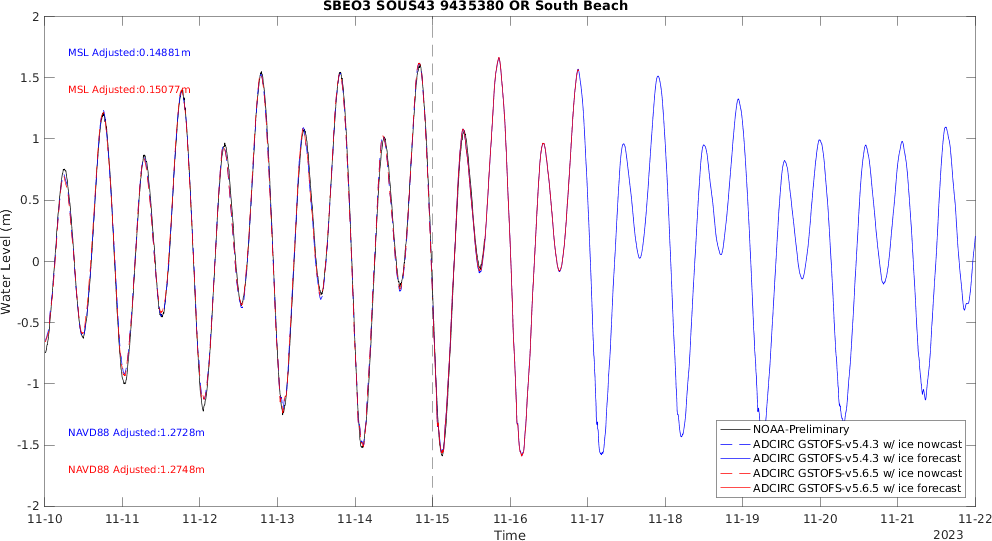 SBEO3 SOUS43 9435380 OR South Beach
MSL Adjusted:0.14881m
MSL Adjusted:0.15077m
NAVD88 Adjusted:1.2728m
NAVD88 Adjusted:1.2748m
Water Level (m)
2
1.5
1
0.5
0
-0.5
-1
-1.5
-2
NOAA-Preliminary
ADCIRC GSTOFS-v5.4.3 w/ ice nowcast
ADCIRC GSTOFS-v5.4.3 w/ ice forecast
ADCIRC GSTOFS-v5.6.5 w/ ice nowcast
ADCIRC GSTOFS-v5.6.5 w/ ice forecast
11-10 11-11 11-12 11-13 11-14 11-15 11-16 11-17 11-18 11-19 11-20 11-21 11-22
Time
2023